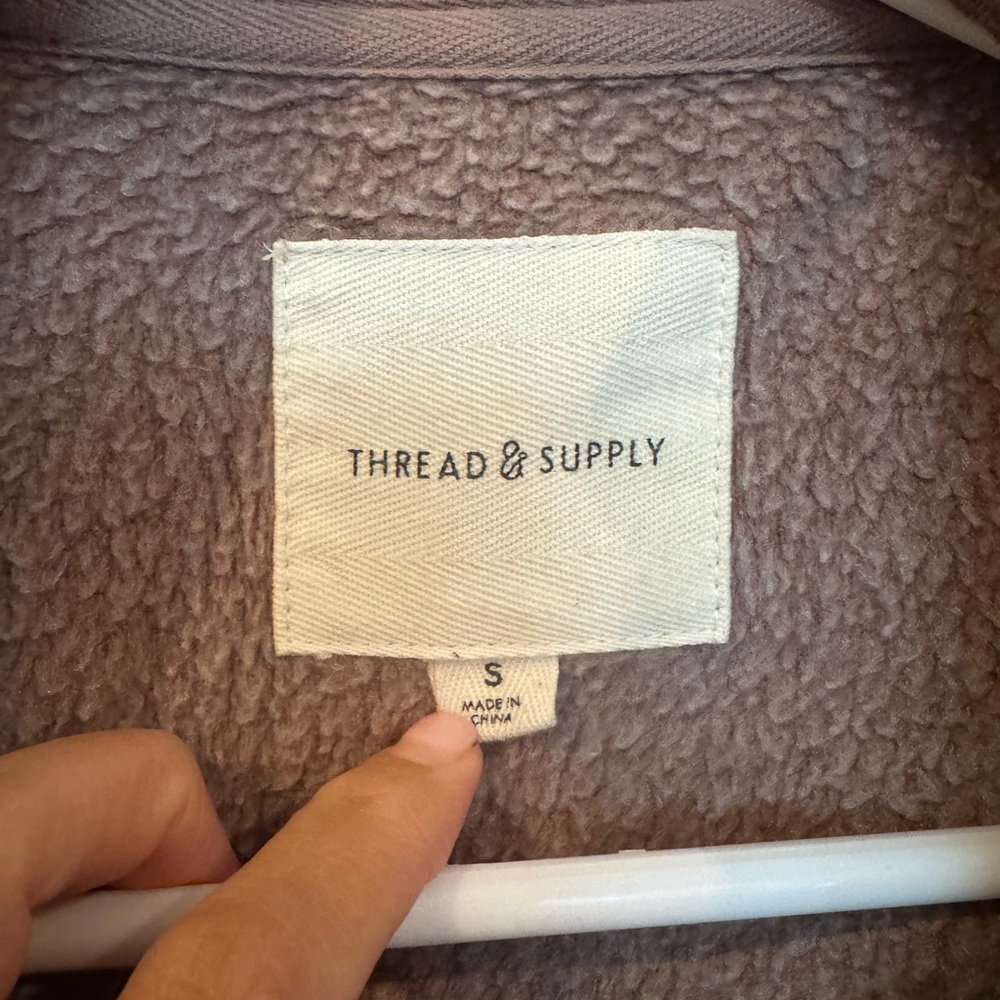 THREAD & SUPPLY
S
MADE IN
CHINA